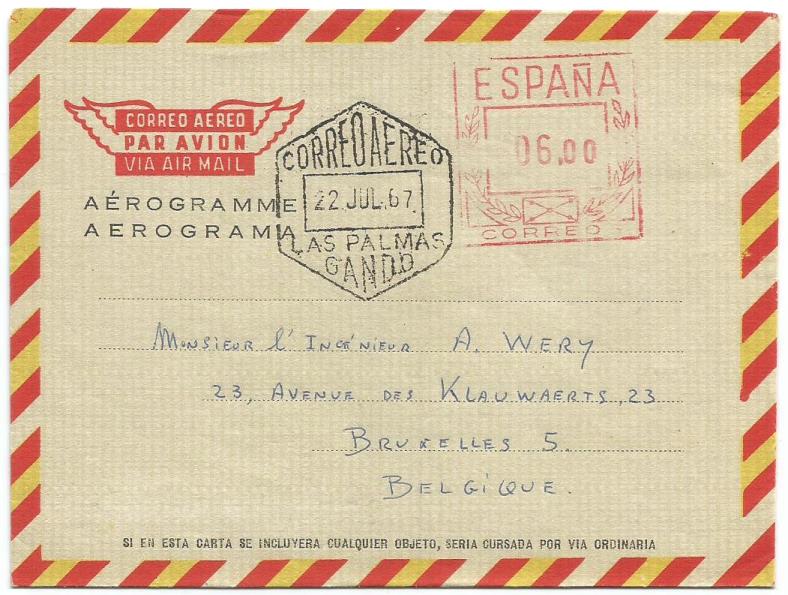 CORREO AEREO
PAR AVION
VIA AIR MAIL
AÉROGRAMME
AEROGRAMA
CORREO AEREO
22 JUL.67
LAS PALMAS
GANDO
ESPAÑA
06.00
CORREO
Monsieur l'Ingénieur A. Wery
23, Avenue des Klauwaerts, 23
Bruxelles 5.
Belgique.
SI EN ESTA CARTA SE INCLUYERA CUALQUIER OBJETO, SERIA CURSADA POR VIA ORDINARIA